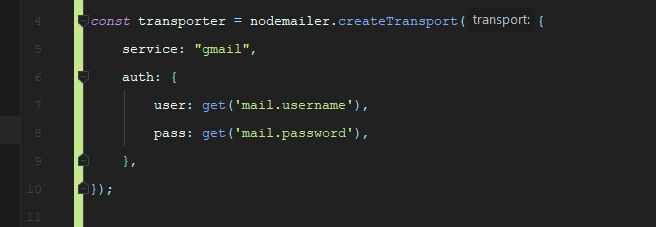 4 const transporter = nodemailer.createTransport( transport: {
5 service: "gmail",
6 auth: {
7 user: get('mail.username'),
8 pass: get('mail.password'),
9 },
10 });
11